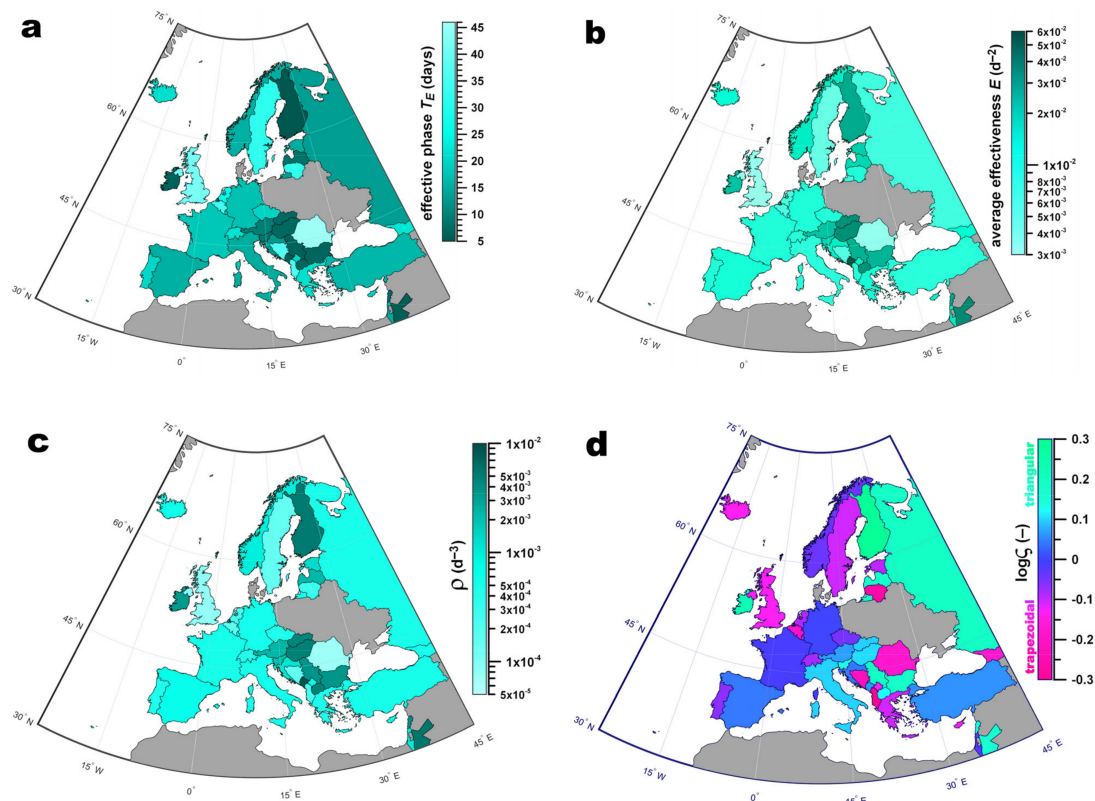 a
75° N
60° N
45° N
30° N
15° W
0°
15° E
30° E
effective phase T_E (days)
45
40
35
30
25
20
15
10
5
b
75° N
60° N
45° N
30° N
15° W
0°
15° E
30° E
45° E
average effectiveness E (d⁻²)
6x10⁻²
5x10⁻²
4x10⁻²
3x10⁻²
2x10⁻²
1x10⁻²
8x10⁻³
7x10⁻³
6x10⁻³
5x10⁻³
4x10⁻³
3x10⁻³
c
75° N
60° N
45° N
30° N
15° W
0°
15° E
30° E
45° E
ρ (d⁻³)
1x10⁻²
5x10⁻³
4x10⁻³
3x10⁻³
2x10⁻³
1x10⁻³
5x10⁻⁴
4x10⁻⁴
3x10⁻⁴
2x10⁻⁴
1x10⁻⁴
5x10⁻⁵
d
75° N
60° N
45° N
30° N
15° W
0°
15° E
30° E
45° E
triangular
trapezoidal
logζ (–)
0.3
0.2
0.1
0
-0.1
-0.2
-0.3